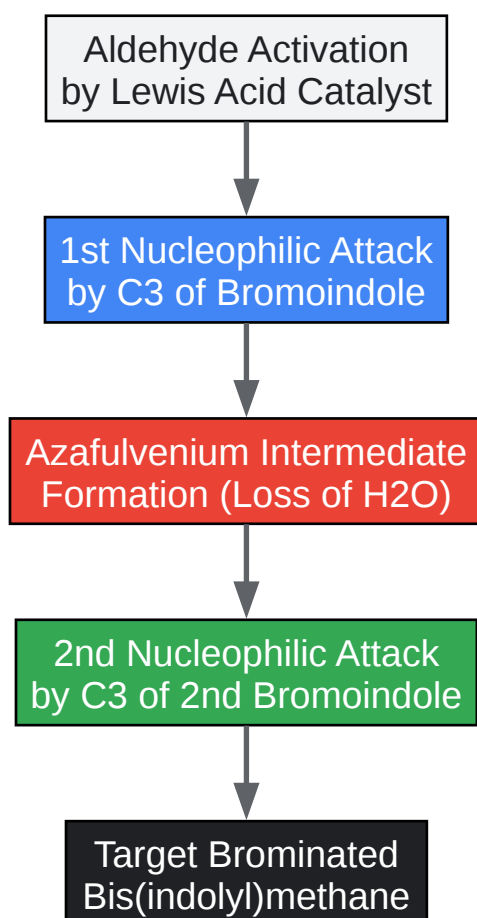 Aldehyde Activation
by Lewis Acid Catalyst
1st Nucleophilic Attack
by C3 of Bromoindole
Azafulvenium Intermediate
Formation (Loss of H2O)
2nd Nucleophilic Attack
by C3 of 2nd Bromoindole
Target Brominated
Bis(indolyl)methane